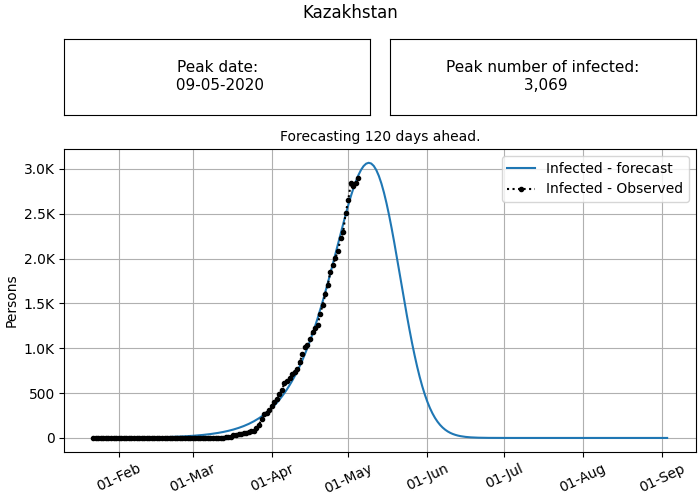 Kazakhstan
Peak date:
09-05-2020
Peak number of infected:
3,069
Forecasting 120 days ahead.
Infected - forecast
Infected - Observed
3.0K
2.5K
2.0K
1.5K
1.0K
500
0
Persons
01-Feb
01-Mar
01-Apr
01-May
01-Jun
01-Jul
01-Aug
01-Sep